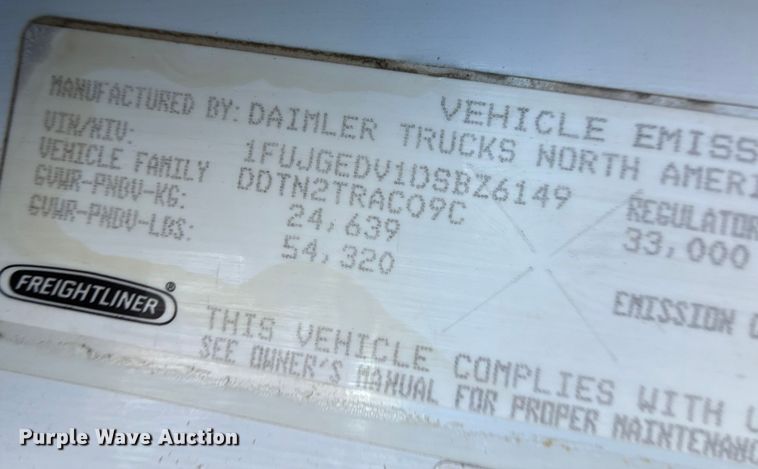 VEHICLE EMISS
MANUFACTURED BY: DAIMLER TRUCKS NORTH AMERI
VIN/NIV: 1FUJGEDV1DSBZ6149
VEHICLE FAMILY DDTN2TRAC09C
GVWR-PNBV-KG: 24,639
GVWR-PNBV-LBS: 54,320
REGULATOR
33,000
EMISSION
FREIGHTLINER®
THIS VEHICLE COMPLIES WITH U
SEE OWNER'S MANUAL FOR PROPER MAINTENANC
Purple Wave Auction